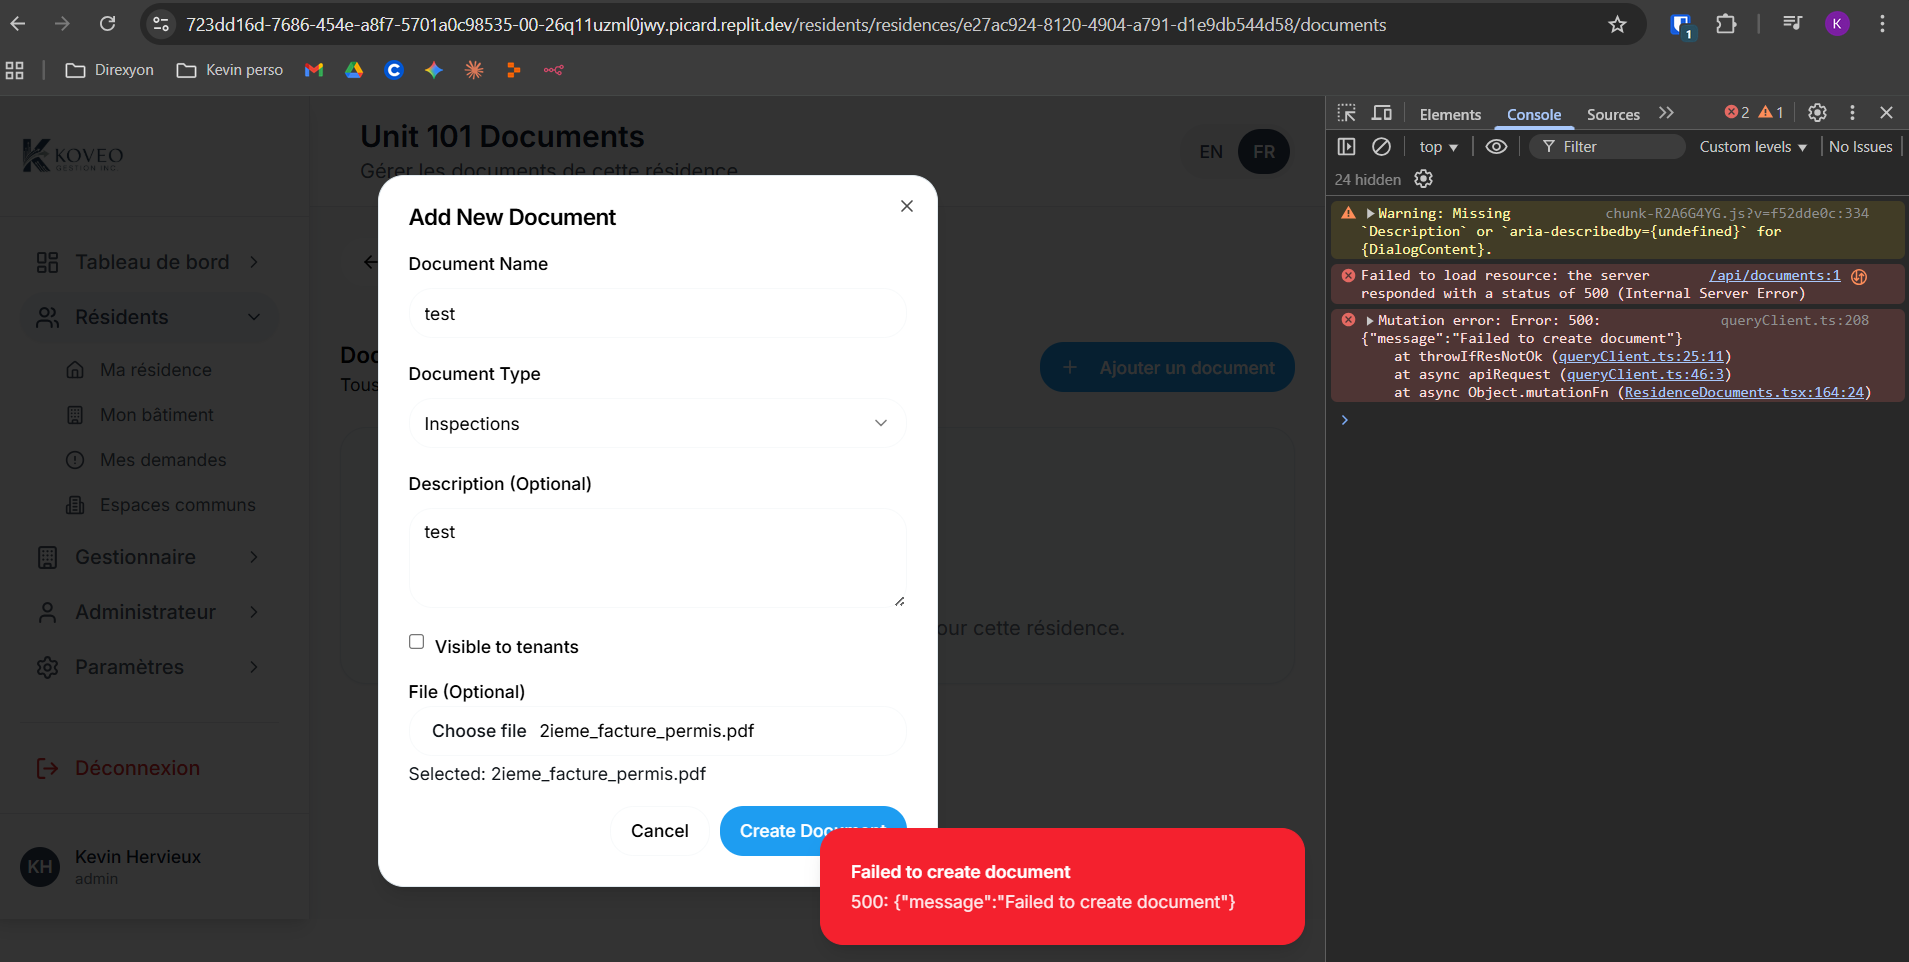 723dd16d-7686-454e-a8f7-5701a0c98535-00-26q11uzml0jwy.picard.replit.dev/residents/residences/e27ac924-8120-4904-a791-d1e9db544d58/documents
1
K
Direxyon
Kevin perso
KOVEO
GESTION INC
Tableau de bord
Résidents
Ma résidence
Mon bâtiment
Mes demandes
Espaces communs
Gestionnaire
Administrateur
Paramètres
Déconnexion
KH
Kevin Hervieux
admin
Unit 101 Documents
Gérer les documents de cette résidence
EN
FR
Doc
Tous
Ajouter un document
our cette résidence.
Add New Document
Document Name
test
Document Type
Inspections
Description (Optional)
test
Visible to tenants
File (Optional)
Choose file 2ieme_facture_permis.pdf
Selected: 2ieme_facture_permis.pdf
Cancel
Create Document
Failed to create document
500: {"message":"Failed to create document"}
Elements
Console
Sources
2
1
top
Filter
Custom levels
No Issues
24 hidden
Warning: Missing chunk-R2A6G4YG.js?v=f52dde0c:334
`Description` or `aria-describedby={undefined}` for
{DialogContent}.
Failed to load resource: the server /api/documents:1
responded with a status of 500 (Internal Server Error)
Mutation error: Error: 500: queryClient.ts:208
{"message":"Failed to create document"}
at throwIfResNotOk (queryClient.ts:25:11)
at async apiRequest (queryClient.ts:46:3)
at async Object.mutationFn (ResidenceDocuments.tsx:164:24)